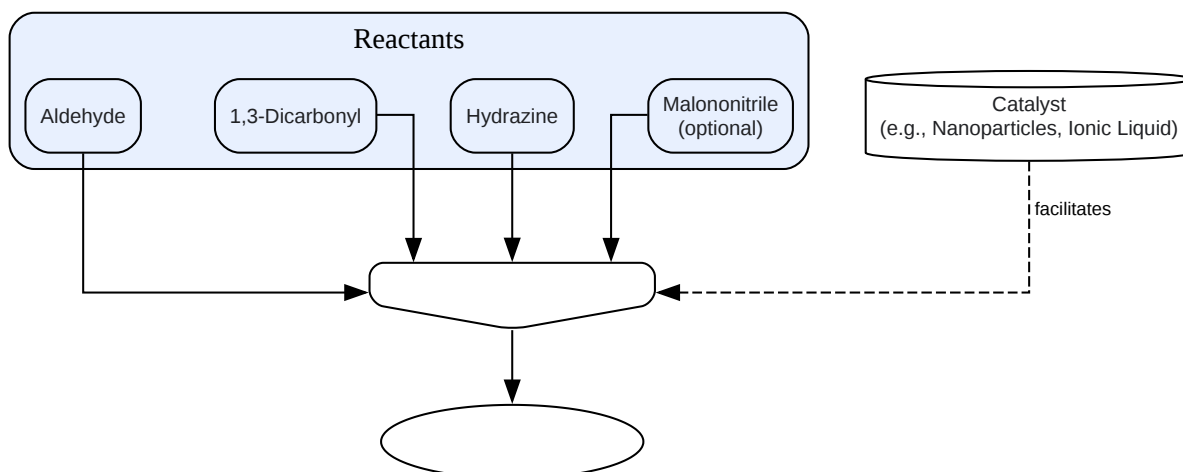 Reactants
Aldehyde
1,3-Dicarbonyl
Hydrazine
Malononitrile
(optional)
Catalyst
(e.g., Nanoparticles, Ionic Liquid)
facilitates